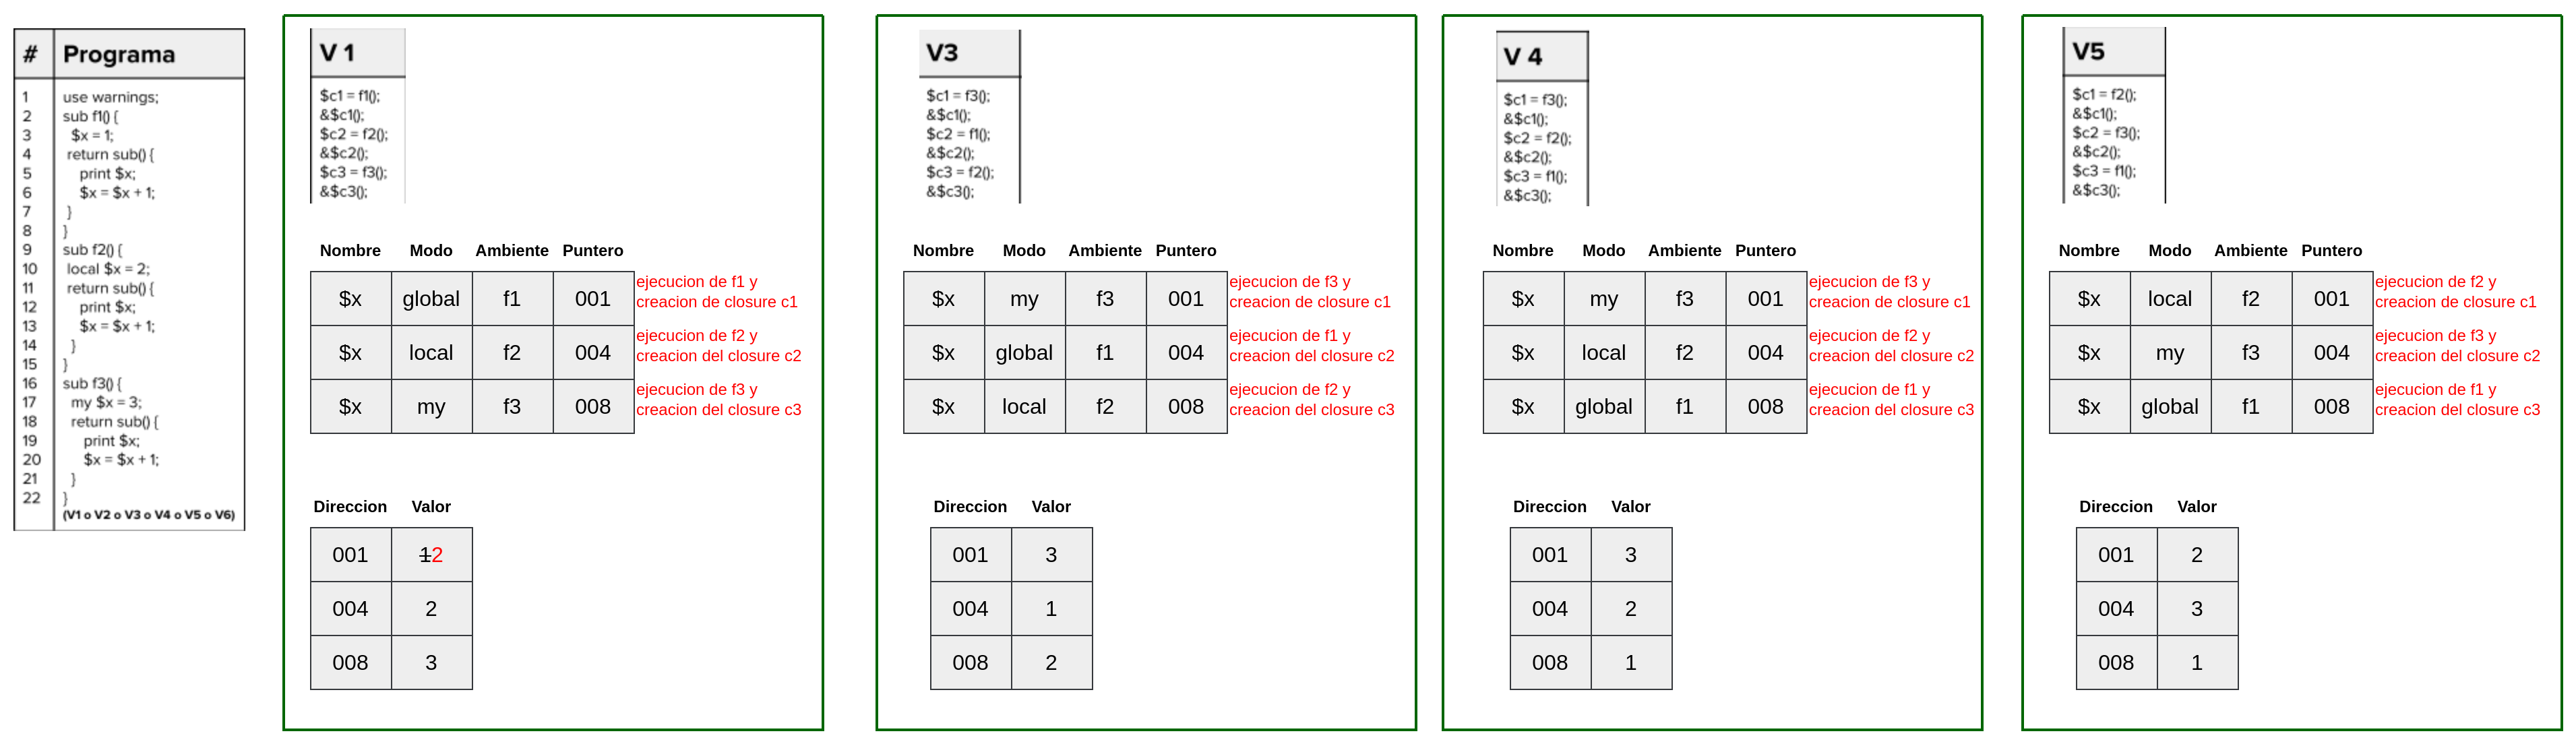 # Programa
1 use warnings;
2 sub f1() {
3 $x = 1;
4 return sub() {
5 print $x;
6 $x = $x + 1;
7 }
8 }
9 sub f2() {
10 local $x = 2;
11 return sub() {
12 print $x;
13 $x = $x + 1;
14 }
15 }
16 sub f3() {
17 my $x = 3;
18 return sub() {
19 print $x;
20 $x = $x + 1;
21 }
22 }
(V1 o V2 o V3 o V4 o V5 o V6)
V 1
$c1 = f1();
&$c1();
$c2 = f2();
&$c2();
$c3 = f3();
&$c3();
Nombre Modo Ambiente Puntero
$x global f1 001
ejecucion de f1 y
creacion de closure c1
$x local f2 004
ejecucion de f2 y
creacion del closure c2
$x my f3 008
ejecucion de f3 y
creacion del closure c3
Direccion Valor
001 12
004 2
008 3
V3
$c1 = f3();
&$c1();
$c2 = f1();
&$c2();
$c3 = f2();
&$c3();
Nombre Modo Ambiente Puntero
$x my f3 001
ejecucion de f3 y
creacion de closure c1
$x global f1 004
ejecucion de f1 y
creacion del closure c2
$x local f2 008
ejecucion de f2 y
creacion del closure c3
Direccion Valor
001 3
004 1
008 2
V 4
$c1 = f3();
&$c1();
$c2 = f2();
&$c2();
$c3 = f1();
&$c3();
Nombre Modo Ambiente Puntero
$x my f3 001
ejecucion de f3 y
creacion de closure c1
$x local f2 004
ejecucion de f2 y
creacion del closure c2
$x global f1 008
ejecucion de f1 y
creacion del closure c3
Direccion Valor
001 3
004 2
008 1
V5
$c1 = f2();
&$c1();
$c2 = f3();
&$c2();
$c3 = f1();
&$c3();
Nombre Modo Ambiente Puntero
$x local f2 001
ejecucion de f2 y
creacion de closure c1
$x my f3 004
ejecucion de f3 y
creacion del closure c2
$x global f1 008
ejecucion de f1 y
creacion del closure c3
Direccion Valor
001 2
004 3
008 1